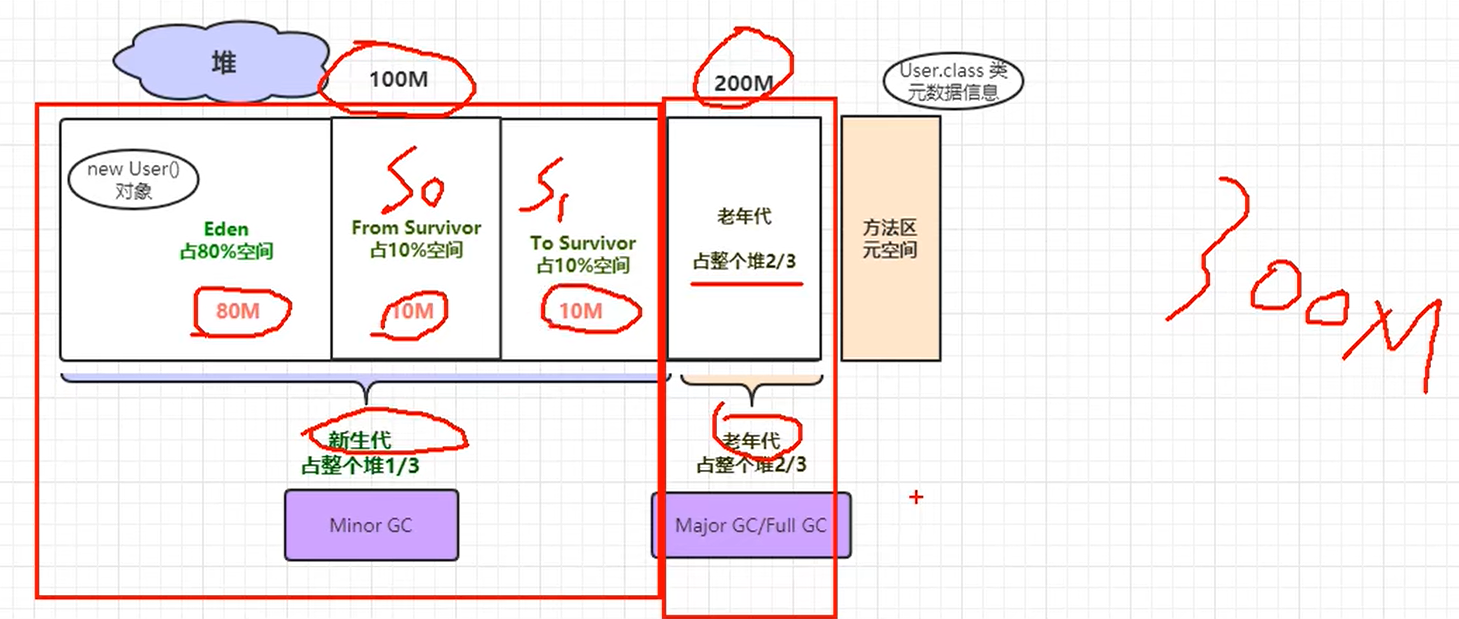 堆
100M
200M
User.class 类
元数据信息
new User()
对象
S0
S1
Eden
占80%空间
From Survivor
占10%空间
To Survivor
占10%空间
老年代
占整个堆2/3
方法区
元空间
80M
10M
10M
300M
新生代
占整个堆1/3
老年代
占整个堆2/3
Minor GC
Major GC/Full GC